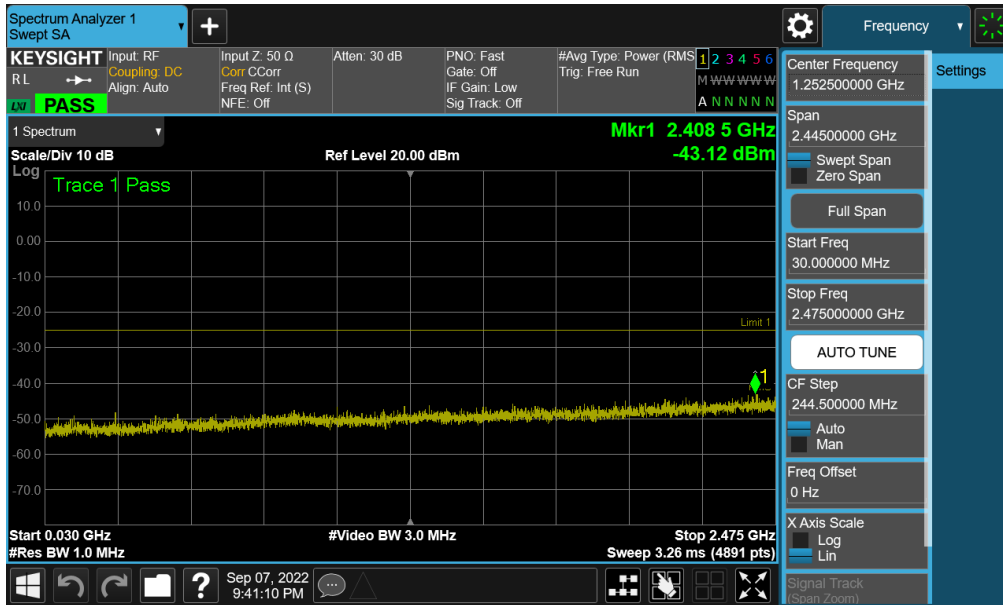 Spectrum Analyzer 1
Swept SA
+
Frequency
KEYSIGHT
Input: RF
Coupling: DC
Align: Auto
Input Z: 50 Ω
Corr CCorr
Freq Ref: Int (S)
NFE: Off
Atten: 30 dB
PNO: Fast
Gate: Off
IF Gain: Low
Sig Track: Off
#Avg Type: Power (RMS
Trig: Free Run
1 2 3 4 5 6
M W W W W W
A N N N N N
R L
LXI
PASS
1 Spectrum
Mkr1 2.408 5 GHz
Scale/Div 10 dB
Ref Level 20.00 dBm
-43.12 dBm
Log
Trace 1 Pass
10.0
0.00
-10.0
-20.0
Limit 1
-30.0
-40.0
1
-50.0
-60.0
-70.0
Start 0.030 GHz
#Video BW 3.0 MHz
Stop 2.475 GHz
#Res BW 1.0 MHz
Sweep 3.26 ms (4891 pts)
Sep 07, 2022
9:41:10 PM
?
Center Frequency
1.252500000 GHz
Settings
Span
2.44500000 GHz
Swept Span
Zero Span
Full Span
Start Freq
30.000000 MHz
Stop Freq
2.475000000 GHz
AUTO TUNE
CF Step
244.500000 MHz
Auto
Man
Freq Offset
0 Hz
X Axis Scale
Log
Lin
Signal Track
(Span Zoom)